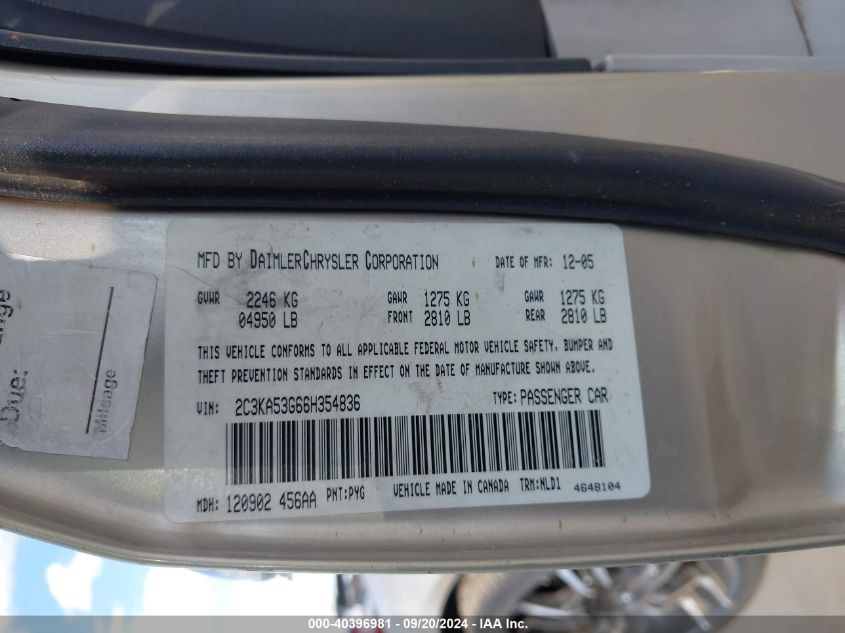 MFD BY DAIMLERCHRYSLER CORPORATION DATE OF MFR: 12-05
GVWR 2246 KG GAWR 1275 KG GAWR 1275 KG
04950 LB FRONT 2810 LB REAR 2810 LB
THIS VEHICLE CONFORMS TO ALL APPLICABLE FEDERAL MOTOR VEHICLE SAFETY, BUMPER AND
THEFT PREVENTION STANDARDS IN EFFECT ON THE DATE OF MANUFACTURE SHOWN ABOVE.
VIN: 2C3KA53G66H354836 TYPE: PASSENGER CAR
MDH: 120902 456AA PNT:PYG VEHICLE MADE IN CANADA TRM:NLD1 4648104
Due:
Mileage
000-40396981 - 09/20/2024 - IAA Inc.